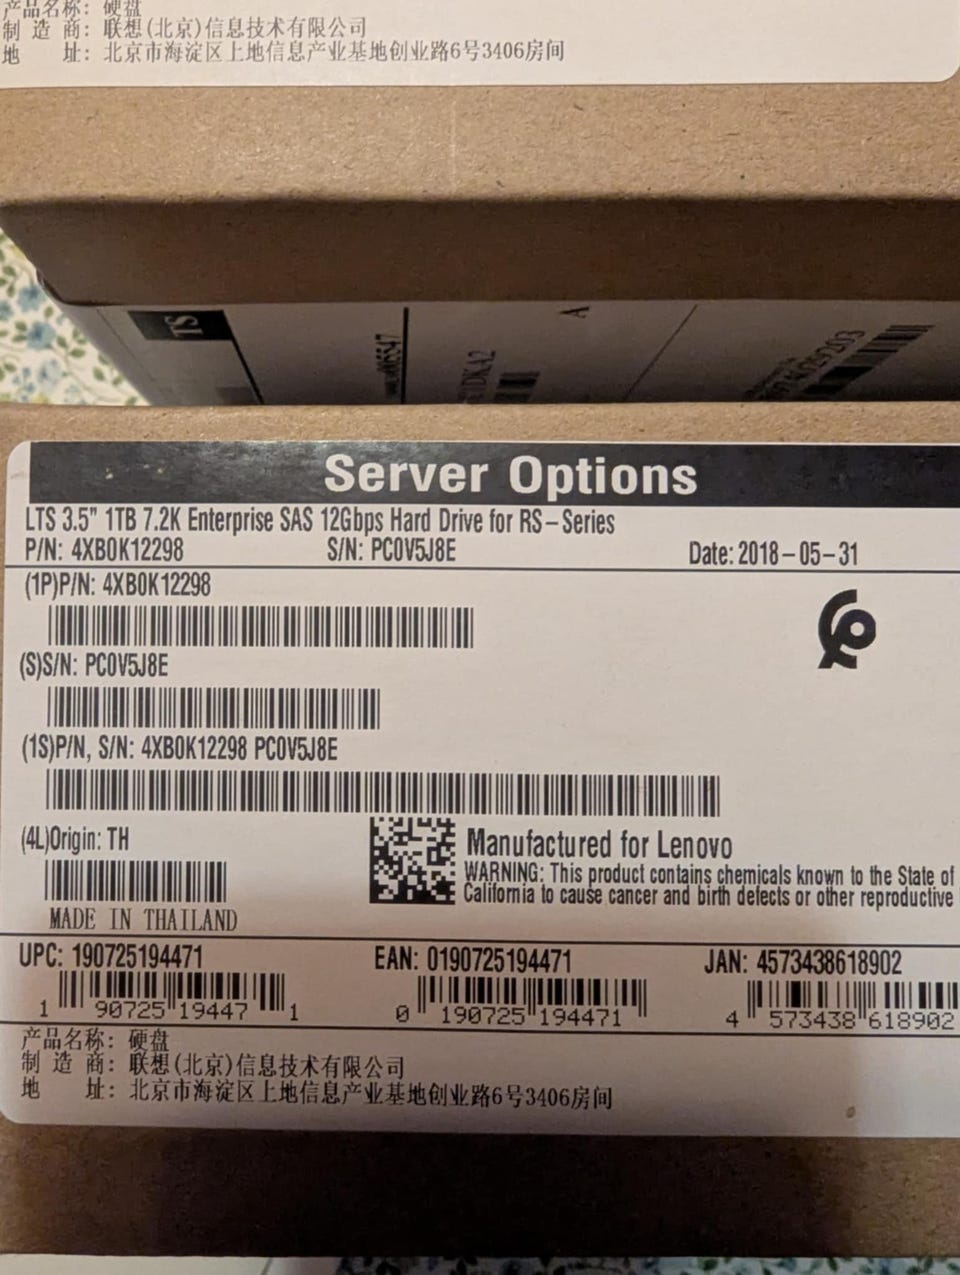 产品名称: 硬盘
制 造 商: 联想(北京)信息技术有限公司
地 址: 北京市海淀区上地信息产业基地创业路6号3406房间
TS
A
Server Options
LTS 3.5" 1TB 7.2K Enterprise SAS 12Gbps Hard Drive for RS-Series
P/N: 4XB0K12298 S/N: PC0V5J8E Date: 2018-05-31
(1P)P/N: 4XB0K12298
(S)S/N: PC0V5J8E
(1S)P/N, S/N: 4XB0K12298 PC0V5J8E
(4L)Origin: TH
MADE IN THAILAND
Manufactured for Lenovo
WARNING: This product contains chemicals known to the State of
California to cause cancer and birth defects or other reproductive
UPC: 190725194471 EAN: 0190725194471 JAN: 4573438618902
1 90725 19447 1 0 190725 194471 4 573438 618902
产品名称: 硬盘
制 造 商: 联想(北京)信息技术有限公司
地 址: 北京市海淀区上地信息产业基地创业路6号3406房间